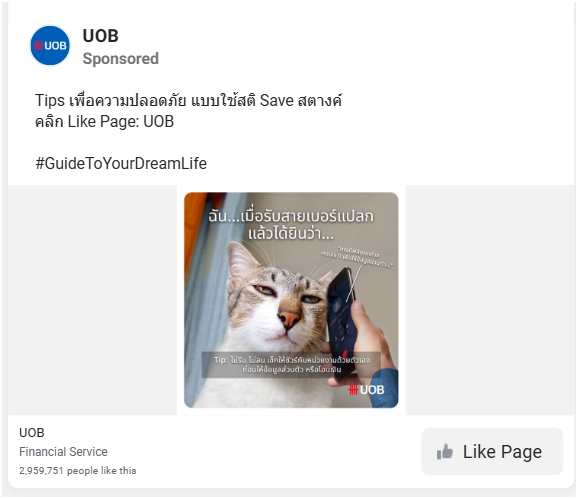 UOB
UOB
Sponsored
Tips เพื่อความปลอดภัย แบบใช้สติ Save สตางค์
คลิก Like Page: UOB
#GuideToYourDreamLife
ฉัน...เมื่อรับสายเบอร์แปลก
แล้วได้ยินว่า...
Tip: ไม่รีบ ไม่ลน เช็กให้ชัวร์กับหน่วยงานด้วยตัวเอง
ก่อนให้ข้อมูลส่วนตัว หรือโอนเงิน
UOB
UOB
Financial Service
2,959,751 people like this
Like Page